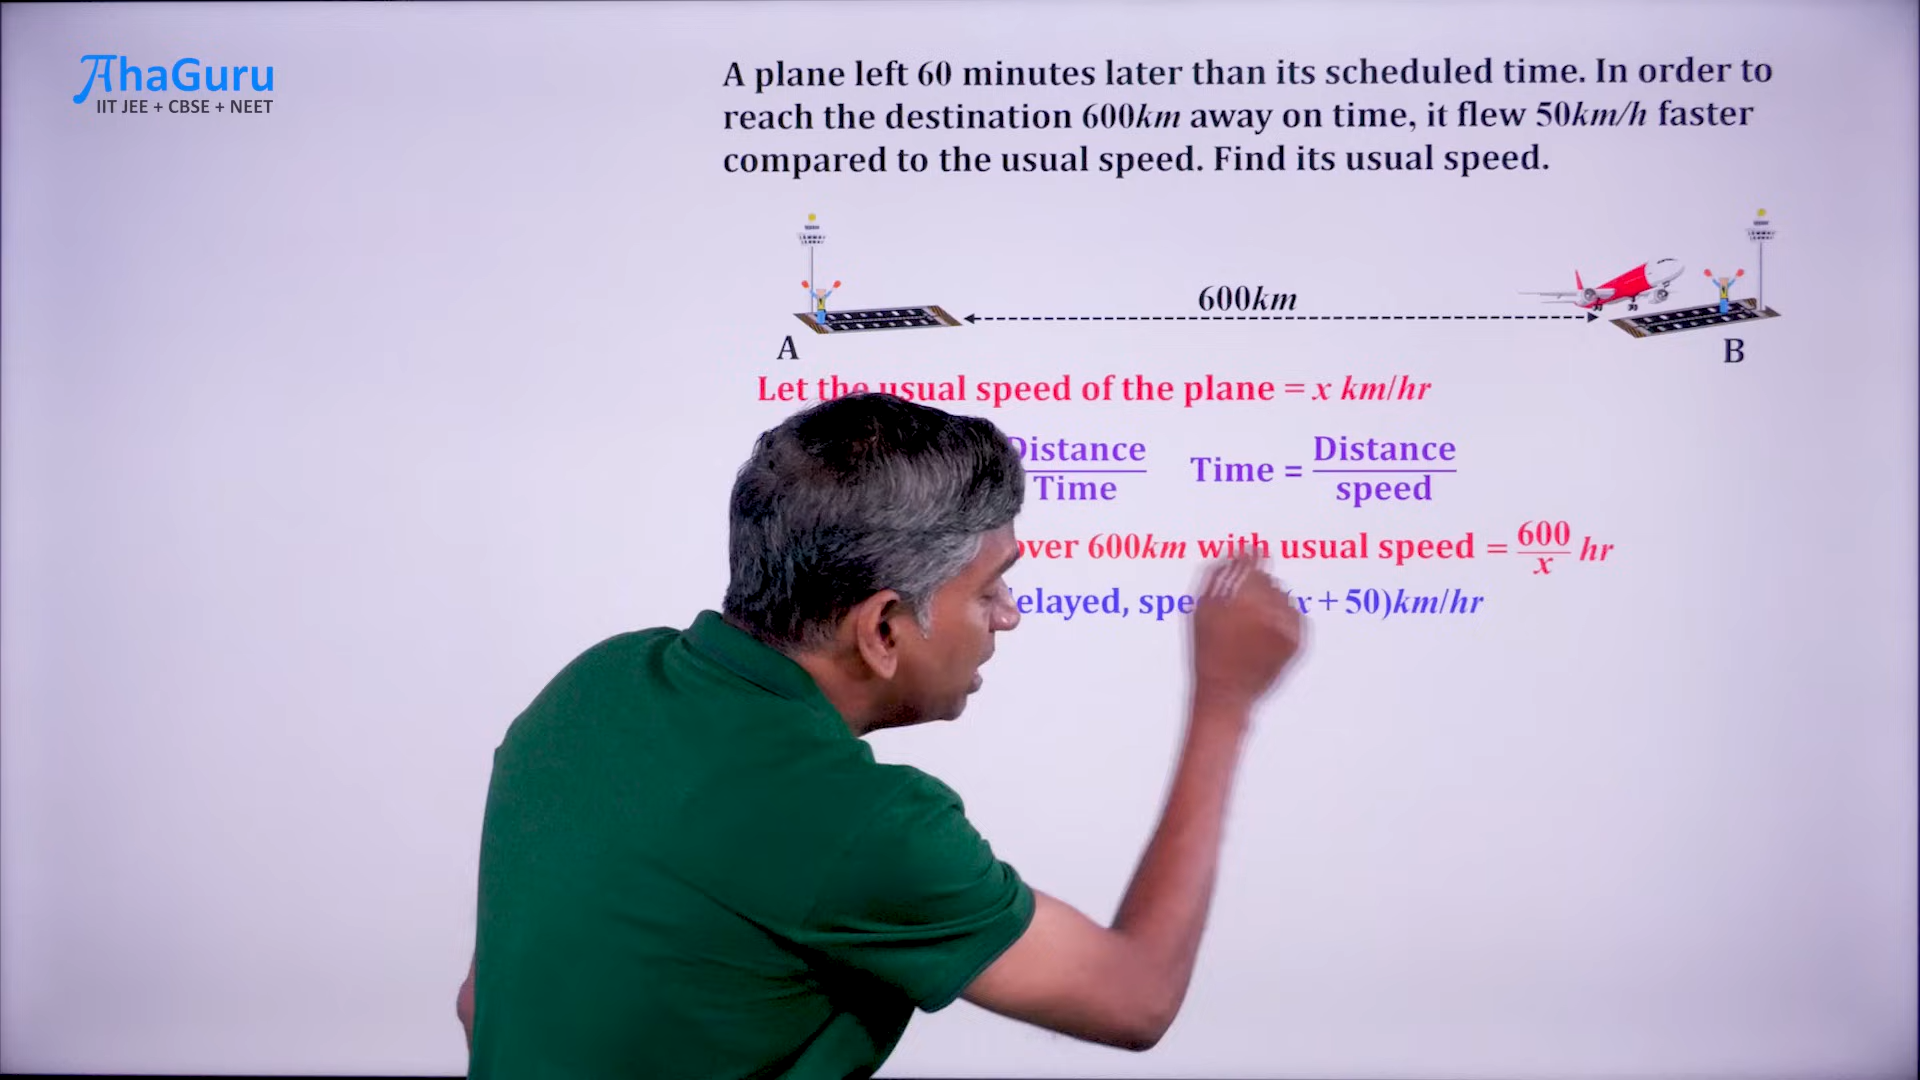 AhaGuru
IIT JEE + CBSE + NEET
A plane left 60 minutes later than its scheduled time. In order to
reach the destination 600km away on time, it flew 50km/h faster
compared to the usual speed. Find its usual speed.
600km
A
B
Let the usual speed of the plane = x km/hr
Distance
Time
Time = Distance
speed
600km with usual speed = 600/x hr
(x + 50)km/hr